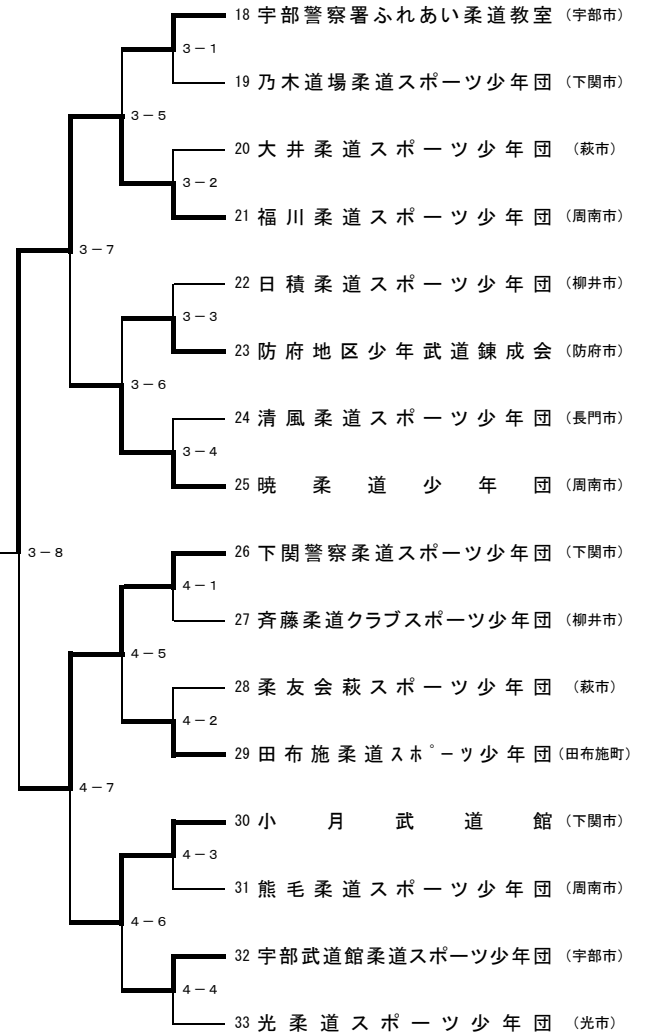 18 宇部警察署ふれあい柔道教室 （宇部市）
3－1
19 乃木道場柔道スポーツ少年団 （下関市）
3－5
20 大井柔道スポーツ少年団 （萩市）
3－2
21 福川柔道スポーツ少年団 （周南市）
3－7
22 日積柔道スポーツ少年団 （柳井市）
3－3
23 防府地区少年武道錬成会 （防府市）
3－6
24 清風柔道スポーツ少年団 （長門市）
3－4
25 暁柔道少年団 （周南市）
3－8
26 下関警察柔道スポーツ少年団 （下関市）
4－1
27 斉藤柔道クラブスポーツ少年団 （柳井市）
4－5
28 柔友会萩スポーツ少年団 （萩市）
4－2
29 田布施柔道ｽﾎﾟｰﾂ少年団 （田布施町）
4－7
30 小月武道館 （下関市）
4－3
31 熊毛柔道スポーツ少年団 （周南市）
4－6
32 宇部武道館柔道スポーツ少年団 （宇部市）
4－4
33 光柔道スポーツ少年団 （光市）